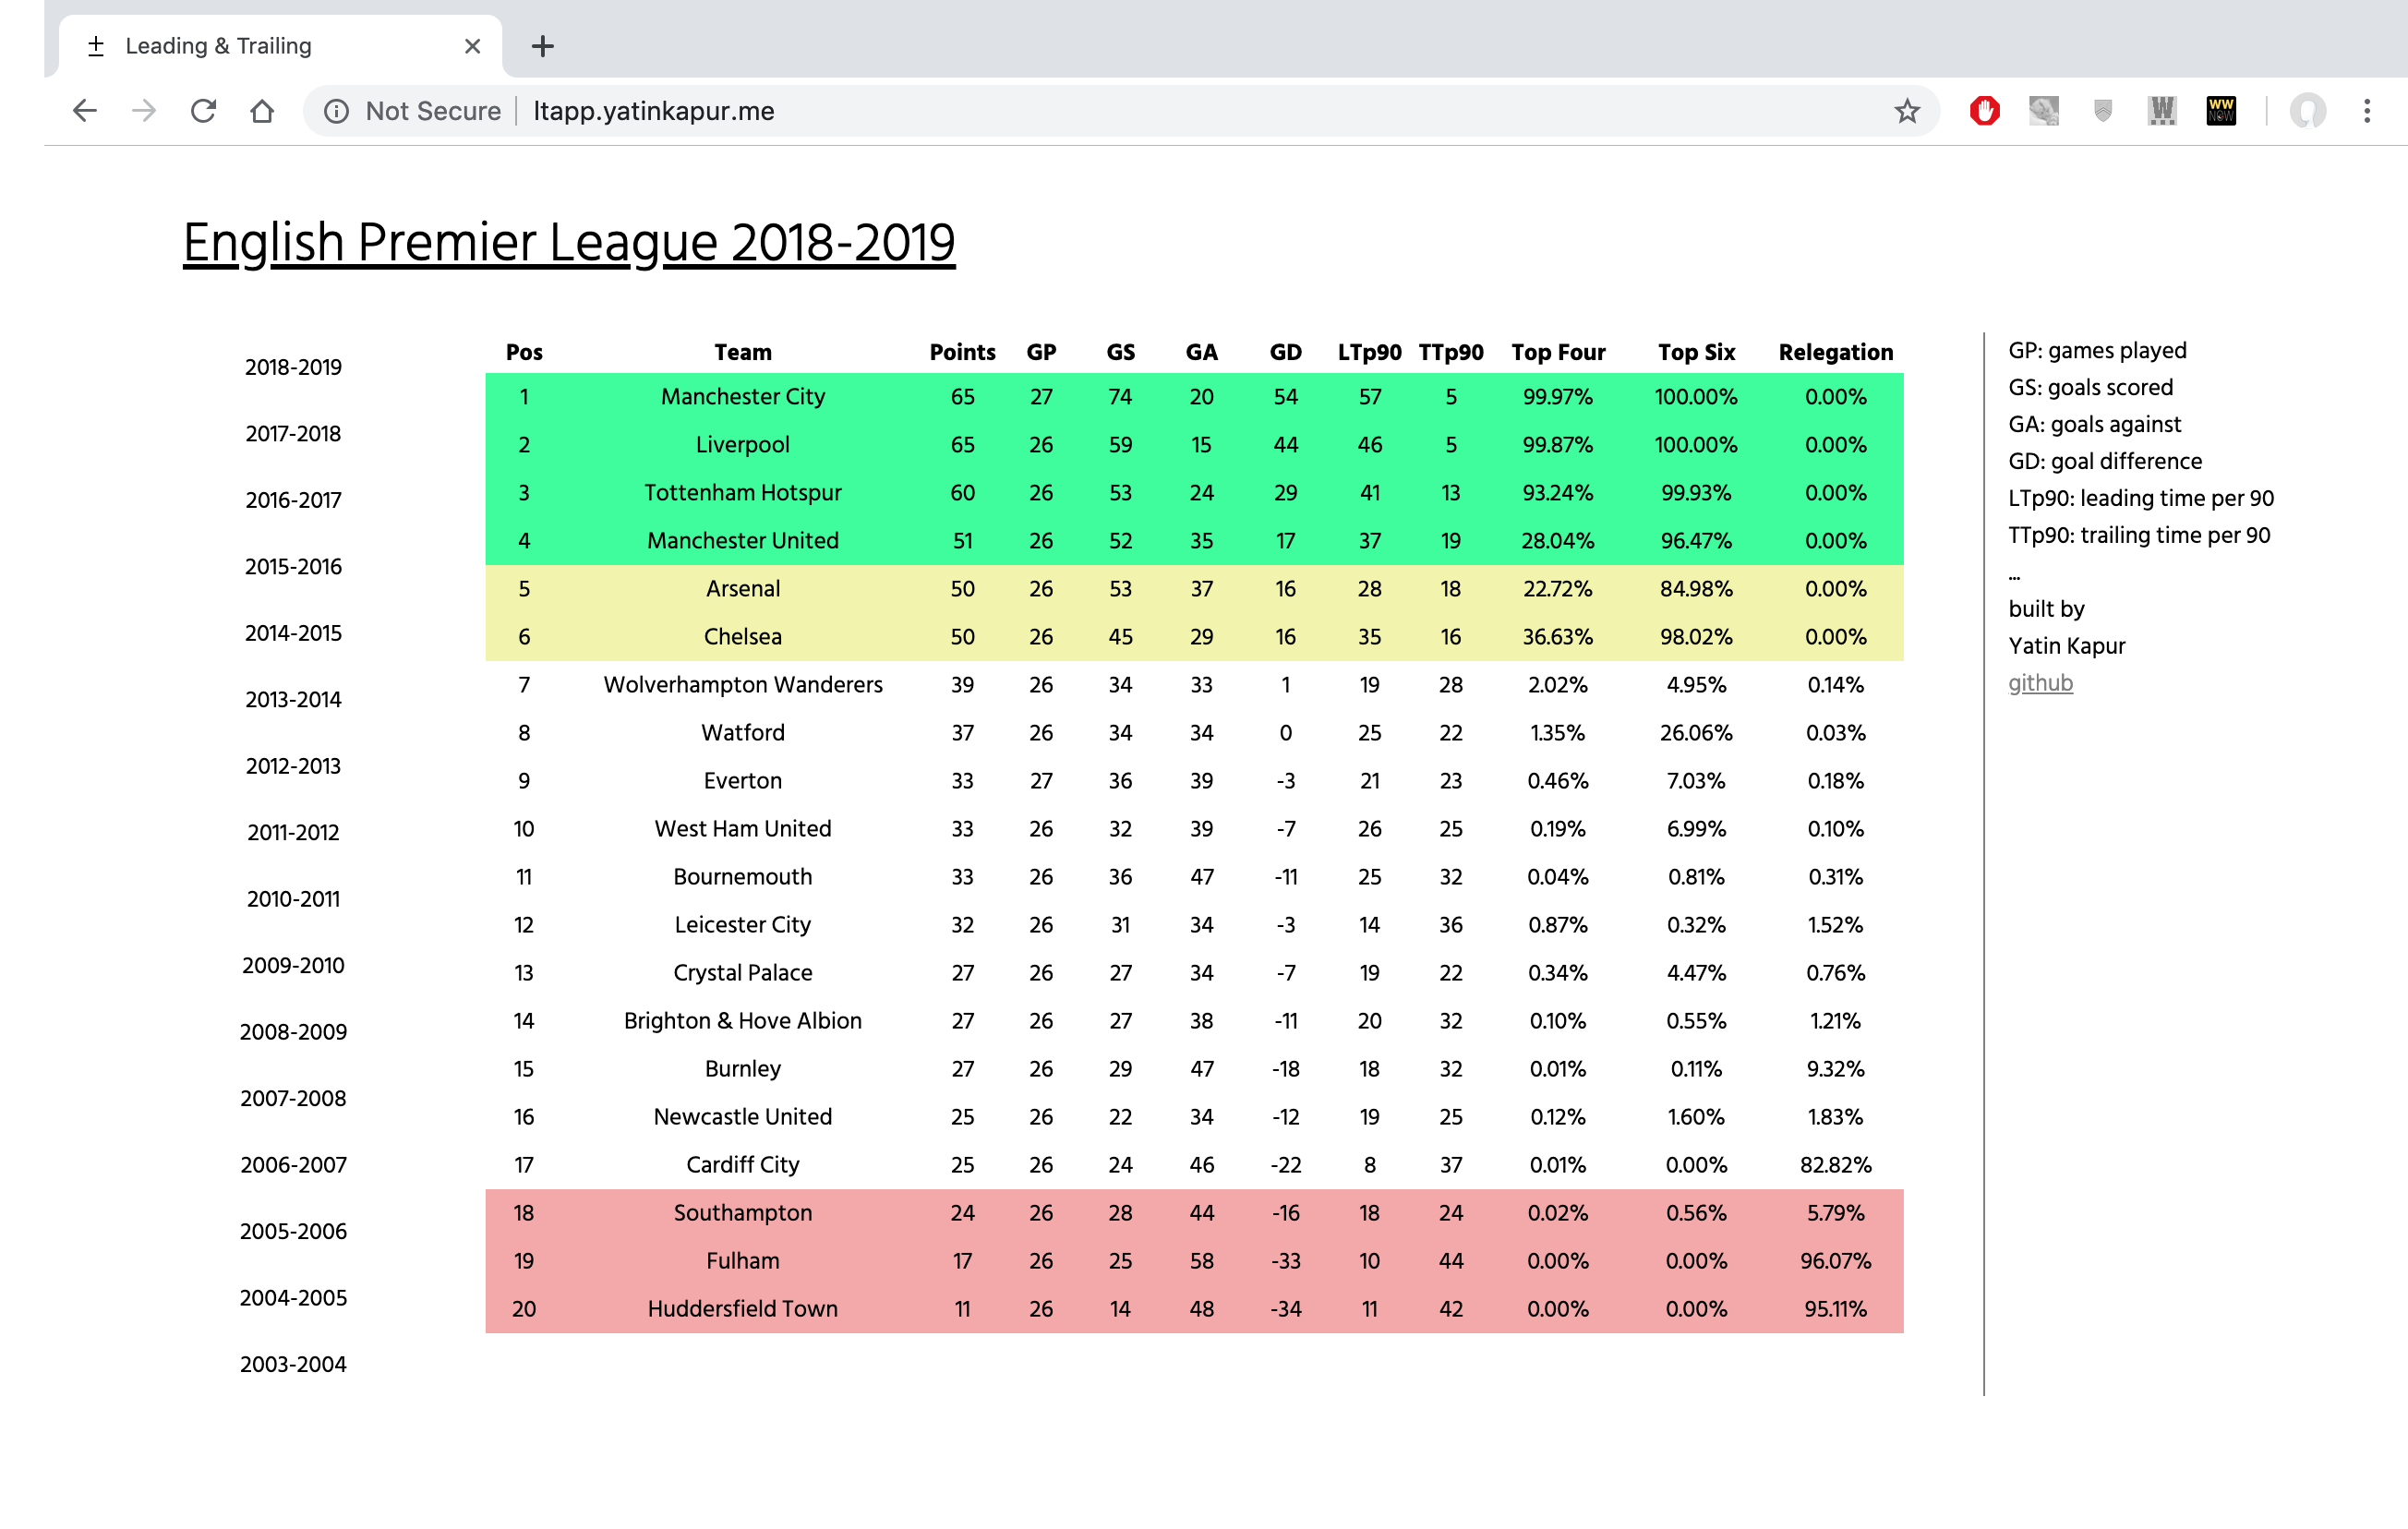 Leading & Trailing
Not Secure ltapp.yatinkapur.me
W
WW
NOW
English Premier League 2018-2019
2018-2019
2017-2018
2016-2017
2015-2016
2014-2015
2013-2014
2012-2013
2011-2012
2010-2011
2009-2010
2008-2009
2007-2008
2006-2007
2005-2006
2004-2005
2003-2004
Pos Team Points GP GS GA GD LTp90 TTp90 Top Four Top Six Relegation
1 Manchester City 65 27 74 20 54 57 5 99.97% 100.00% 0.00%
2 Liverpool 65 26 59 15 44 46 5 99.87% 100.00% 0.00%
3 Tottenham Hotspur 60 26 53 24 29 41 13 93.24% 99.93% 0.00%
4 Manchester United 51 26 52 35 17 37 19 28.04% 96.47% 0.00%
5 Arsenal 50 26 53 37 16 28 18 22.72% 84.98% 0.00%
6 Chelsea 50 26 45 29 16 35 16 36.63% 98.02% 0.00%
7 Wolverhampton Wanderers 39 26 34 33 1 19 28 2.02% 4.95% 0.14%
8 Watford 37 26 34 34 0 25 22 1.35% 26.06% 0.03%
9 Everton 33 27 36 39 -3 21 23 0.46% 7.03% 0.18%
10 West Ham United 33 26 32 39 -7 26 25 0.19% 6.99% 0.10%
11 Bournemouth 33 26 36 47 -11 25 32 0.04% 0.81% 0.31%
12 Leicester City 32 26 31 34 -3 14 36 0.87% 0.32% 1.52%
13 Crystal Palace 27 26 27 34 -7 19 22 0.34% 4.47% 0.76%
14 Brighton & Hove Albion 27 26 27 38 -11 20 32 0.10% 0.55% 1.21%
15 Burnley 27 26 29 47 -18 18 32 0.01% 0.11% 9.32%
16 Newcastle United 25 26 22 34 -12 19 25 0.12% 1.60% 1.83%
17 Cardiff City 25 26 24 46 -22 8 37 0.01% 0.00% 82.82%
18 Southampton 24 26 28 44 -16 18 24 0.02% 0.56% 5.79%
19 Fulham 17 26 25 58 -33 10 44 0.00% 0.00% 96.07%
20 Huddersfield Town 11 26 14 48 -34 11 42 0.00% 0.00% 95.11%
GP: games played
GS: goals scored
GA: goals against
GD: goal difference
LTp90: leading time per 90
TTp90: trailing time per 90
...
built by
Yatin Kapur
github